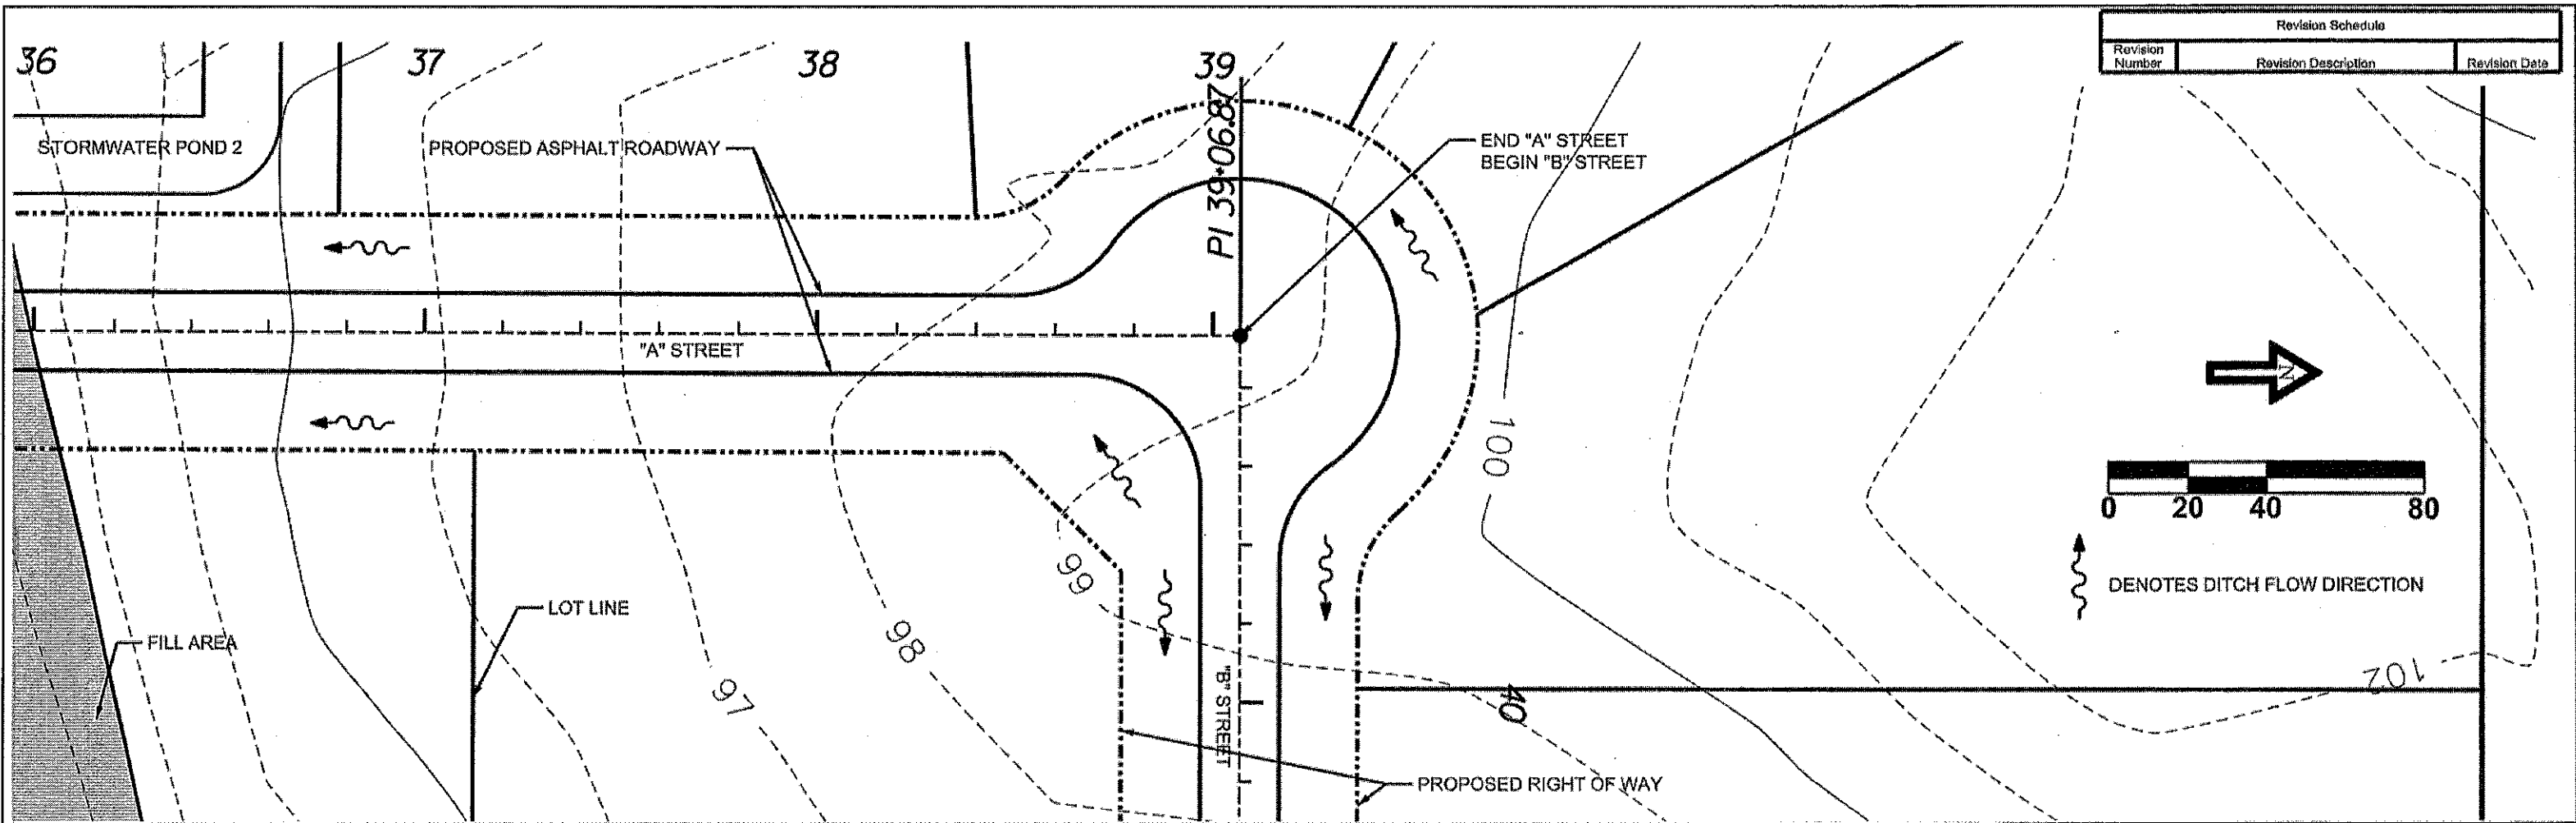 Revision Schedule
Revision Number
Revision Description
Revision Date
36
37
38
39
STORMWATER POND 2
PROPOSED ASPHALT ROADWAY
PI 39+06.87
END "A" STREET
BEGIN "B" STREET
"A" STREET
N
100
0 20 40 80
DENOTES DITCH FLOW DIRECTION
99
LOT LINE
98
FILL AREA
97
"B" STREET
40
102
PROPOSED RIGHT OF WAY